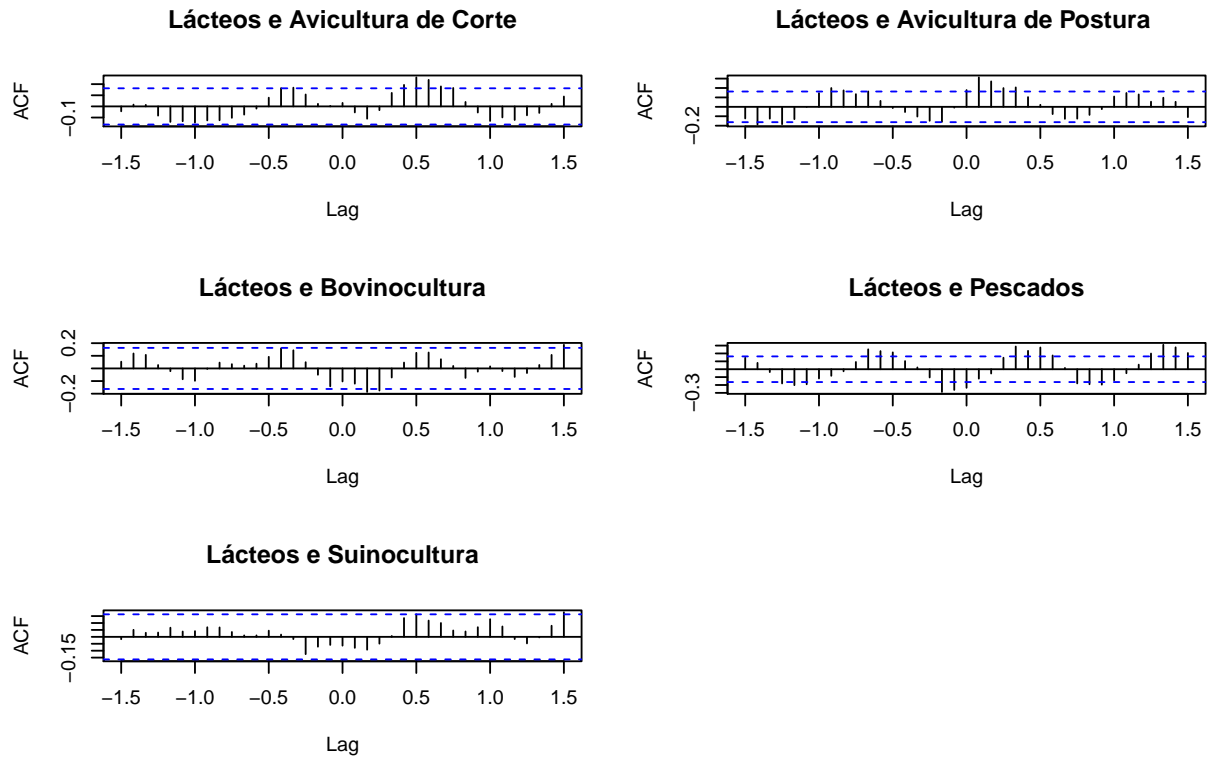 Lácteos e Avicultura de Corte
ACF
−0.1
−1.5 −1.0 −0.5 0.0 0.5 1.0 1.5
Lag
Lácteos e Avicultura de Postura
ACF
−0.2
−1.5 −1.0 −0.5 0.0 0.5 1.0 1.5
Lag
Lácteos e Bovinocultura
ACF
0.2
−0.2
−1.5 −1.0 −0.5 0.0 0.5 1.0 1.5
Lag
Lácteos e Pescados
ACF
−0.3
−1.5 −1.0 −0.5 0.0 0.5 1.0 1.5
Lag
Lácteos e Suinocultura
ACF
−0.15
−1.5 −1.0 −0.5 0.0 0.5 1.0 1.5
Lag